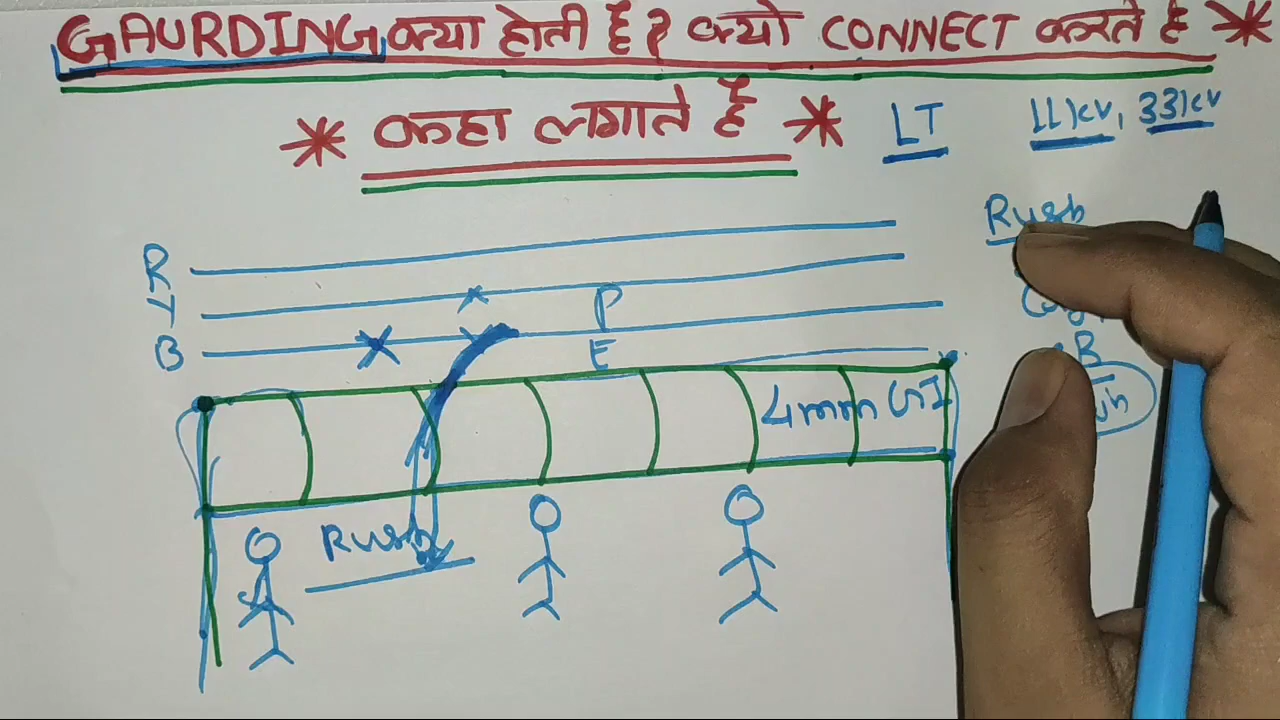 GAURDING क्या होती है? क्यो CONNECT करते है
कहा लगाते है
LT
11kv, 33kv
Rush
R
Y
B
P
E
4mm GI
R
Rush